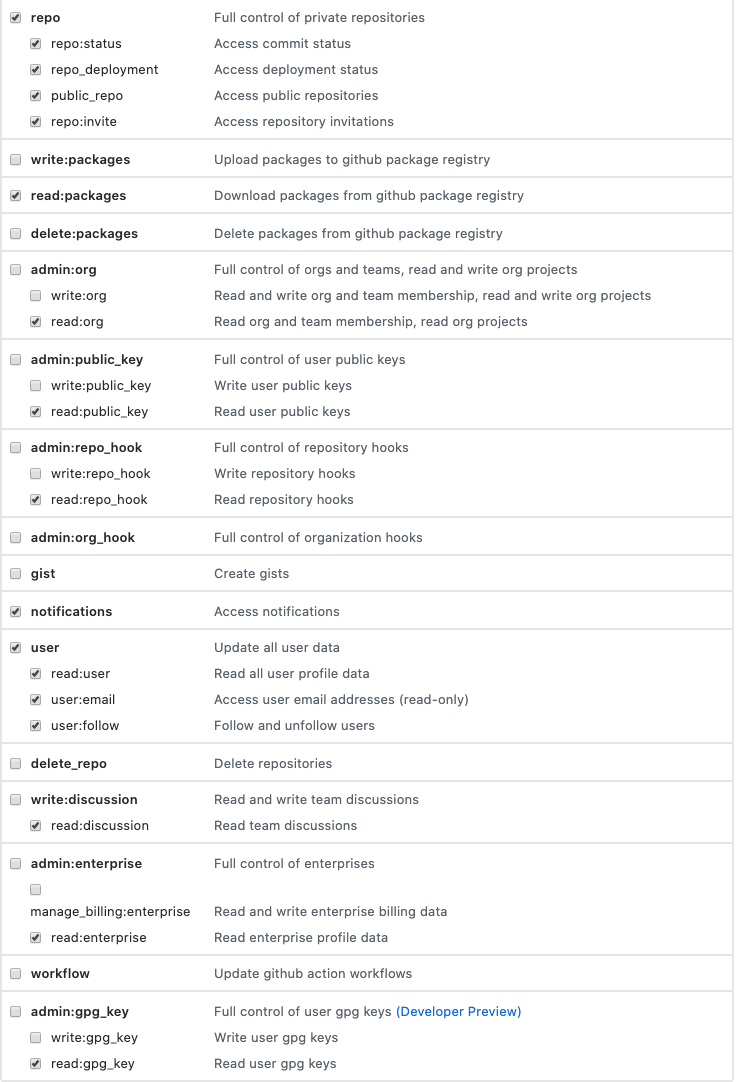 repo Full control of private repositories
repo:status Access commit status
repo_deployment Access deployment status
public_repo Access public repositories
repo:invite Access repository invitations
write:packages Upload packages to github package registry
read:packages Download packages from github package registry
delete:packages Delete packages from github package registry
admin:org Full control of orgs and teams, read and write org projects
write:org Read and write org and team membership, read and write org projects
read:org Read org and team membership, read org projects
admin:public_key Full control of user public keys
write:public_key Write user public keys
read:public_key Read user public keys
admin:repo_hook Full control of repository hooks
write:repo_hook Write repository hooks
read:repo_hook Read repository hooks
admin:org_hook Full control of organization hooks
gist Create gists
notifications Access notifications
user Update all user data
read:user Read all user profile data
user:email Access user email addresses (read-only)
user:follow Follow and unfollow users
delete_repo Delete repositories
write:discussion Read and write team discussions
read:discussion Read team discussions
admin:enterprise Full control of enterprises
manage_billing:enterprise Read and write enterprise billing data
read:enterprise Read enterprise profile data
workflow Update github action workflows
admin:gpg_key Full control of user gpg keys (Developer Preview)
write:gpg_key Write user gpg keys
read:gpg_key Read user gpg keys